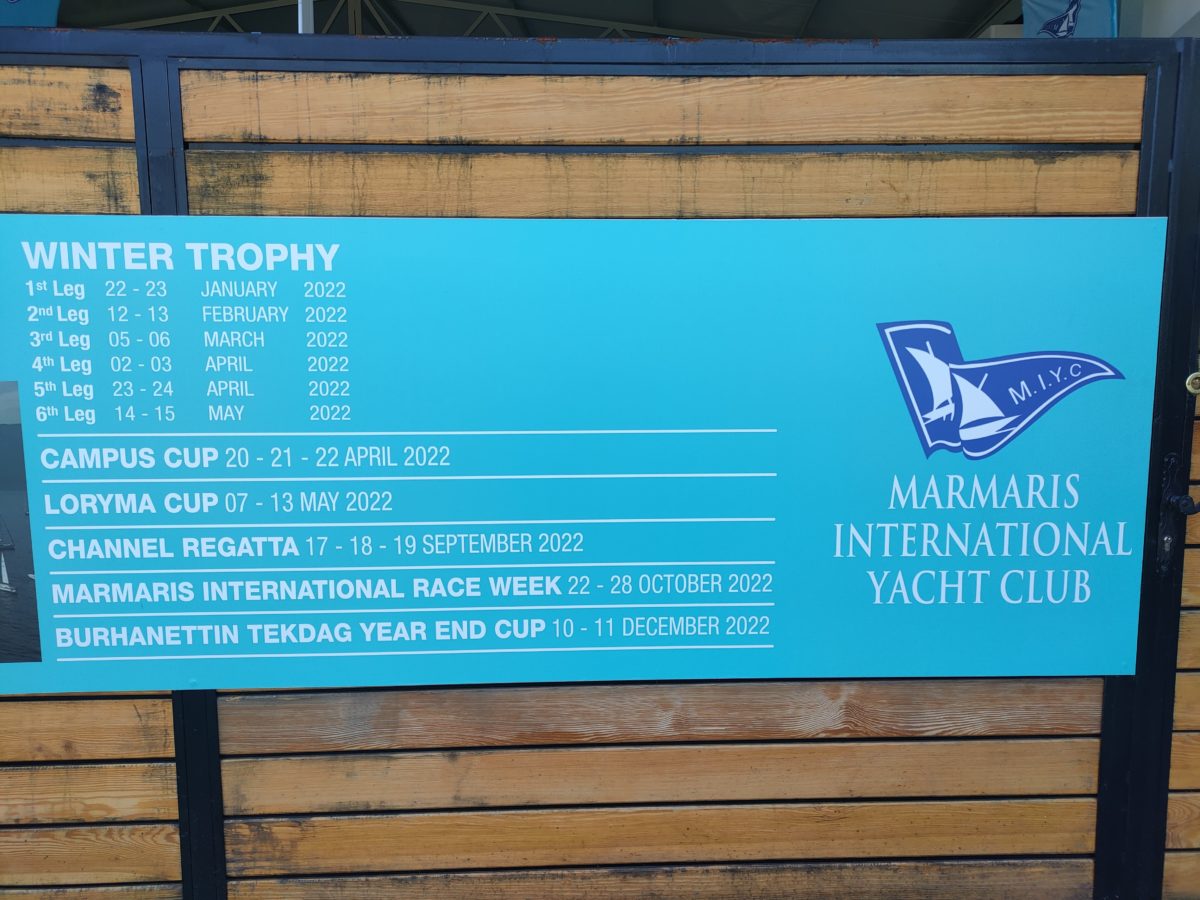 WINTER TROPHY
1st Leg 22 - 23 JANUARY 2022
2nd Leg 12 - 13 FEBRUARY 2022
3rd Leg 05 - 06 MARCH 2022
4th Leg 02 - 03 APRIL 2022
5th Leg 23 - 24 APRIL 2022
6th Leg 14 - 15 MAY 2022
CAMPUS CUP 20 - 21 - 22 APRIL 2022
LORYMA CUP 07 - 13 MAY 2022
CHANNEL REGATTA 17 - 18 - 19 SEPTEMBER 2022
MARMARIS INTERNATIONAL RACE WEEK 22 - 28 OCTOBER 2022
BURHANETTIN TEKDAG YEAR END CUP 10 - 11 DECEMBER 2022
M.I.Y.C
MARMARIS
INTERNATIONAL
YACHT CLUB